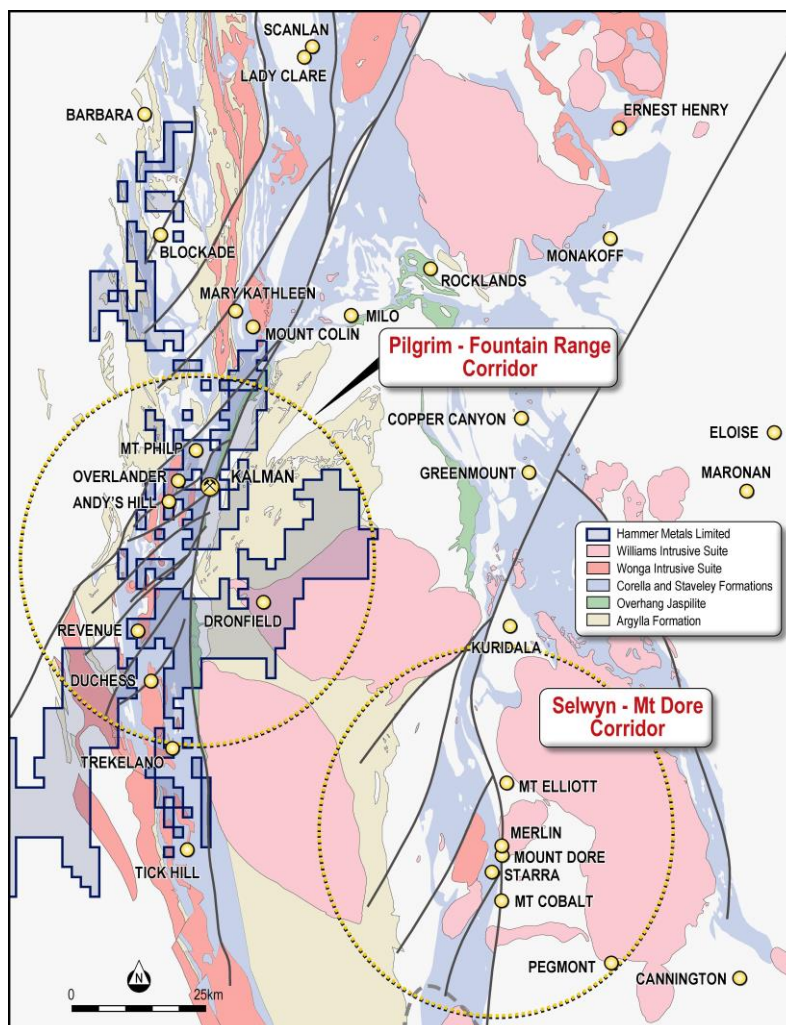 SCANLAN
LADY CLARE
BARBARA
ERNEST HENRY
BLOCKADE
MONAKOFF
ROCKLANDS
MARY KATHLEEN
MILO
MOUNT COLIN
Pilgrim - Fountain Range
Corridor
COPPER CANYON
ELOISE
MT PHILP
OVERLANDER
KALMAN
GREENMOUNT
MARONAN
ANDY'S HILL
Hammer Metals Limited
Williams Intrusive Suite
Wonga Intrusive Suite
Corella and Staveley Formations
Overhang Jaspilite
Argylla Formation
DRONFIELD
REVENUE
KURIDALA
DUCHESS
Selwyn - Mt Dore
Corridor
TREKELANO
MT ELLIOTT
MERLIN
MOUNT DORE
TICK HILL
STARRA
MT COBALT
PEGMONT
CANNINGTON
N
0 25km